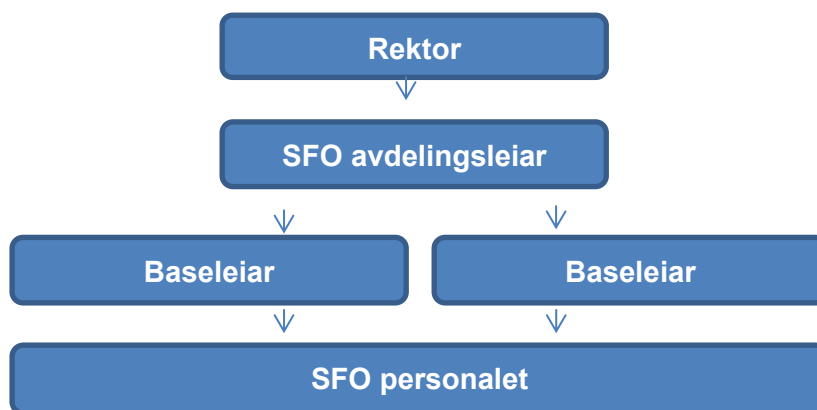 Rektor
SFO avdelingsleiar
Baseleiar
Baseleiar
SFO personalet